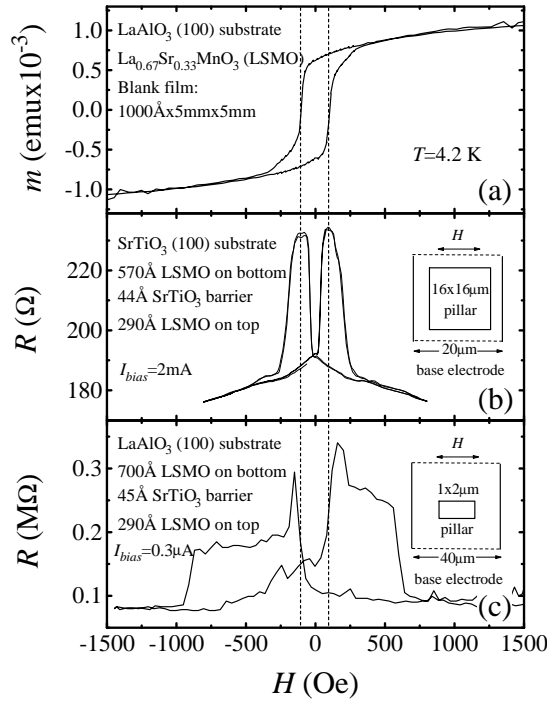 1.0
0.5
0.0
-0.5
-1.0
m (emux10⁻³)
LaAlO₃ (100) substrate
La₀.₆₇Sr₀.₃₃MnO₃ (LSMO)
Blank film:
1000Åx5mmx5mm
T=4.2 K
(a)
220
200
180
R (Ω)
SrTiO₃ (100) substrate
570Å LSMO on bottom
44Å SrTiO₃ barrier
290Å LSMO on top
I_bias=2mA
H
16x16μm
pillar
20μm
base electrode
(b)
0.3
0.2
0.1
R (MΩ)
LaAlO₃ (100) substrate
700Å LSMO on bottom
45Å SrTiO₃ barrier
290Å LSMO on top
I_bias=0.3μA
H
1x2μm
pillar
40μm
base electrode
(c)
-1500 -1000 -500 0 500 1000 1500
H (Oe)